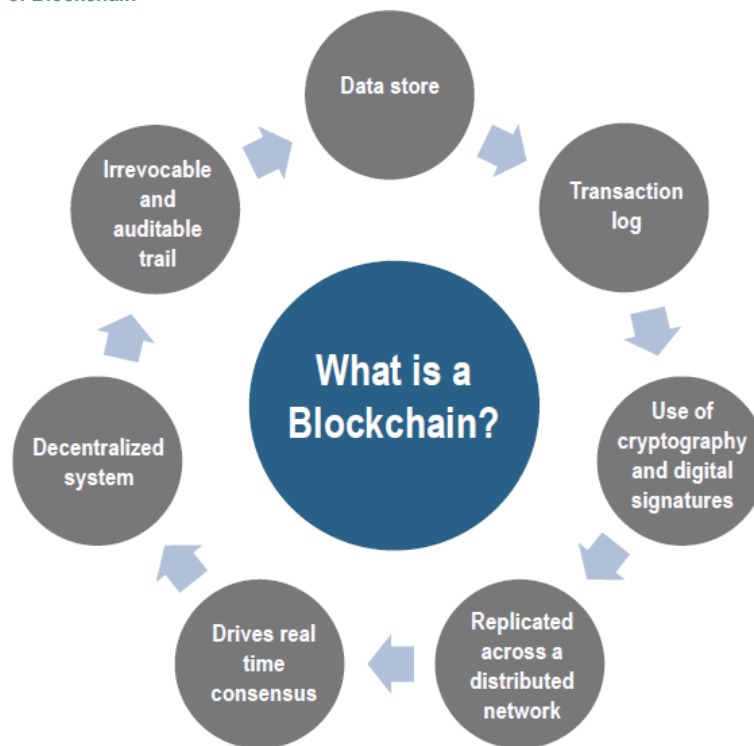 What is a
Blockchain?
Data store
Transaction
log
Use of
cryptography
and digital
signatures
Replicated
across a
distributed
network
Drives real
time
consensus
Decentralized
system
Irrevocable
and
auditable
trail